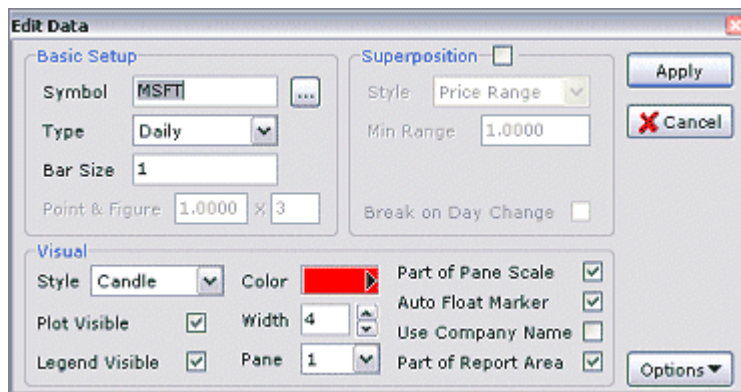 Edit Data
Basic Setup
Symbol MSFT ...
Type Daily
Bar Size 1
Point & Figure 1.0000 X 3
Superposition
Style Price Range
Min Range 1.0000
Break on Day Change
Apply
Cancel
Visual
Style Candle
Plot Visible
Legend Visible
Color
Width 4
Pane 1
Part of Pane Scale
Auto Float Marker
Use Company Name
Part of Report Area
Options